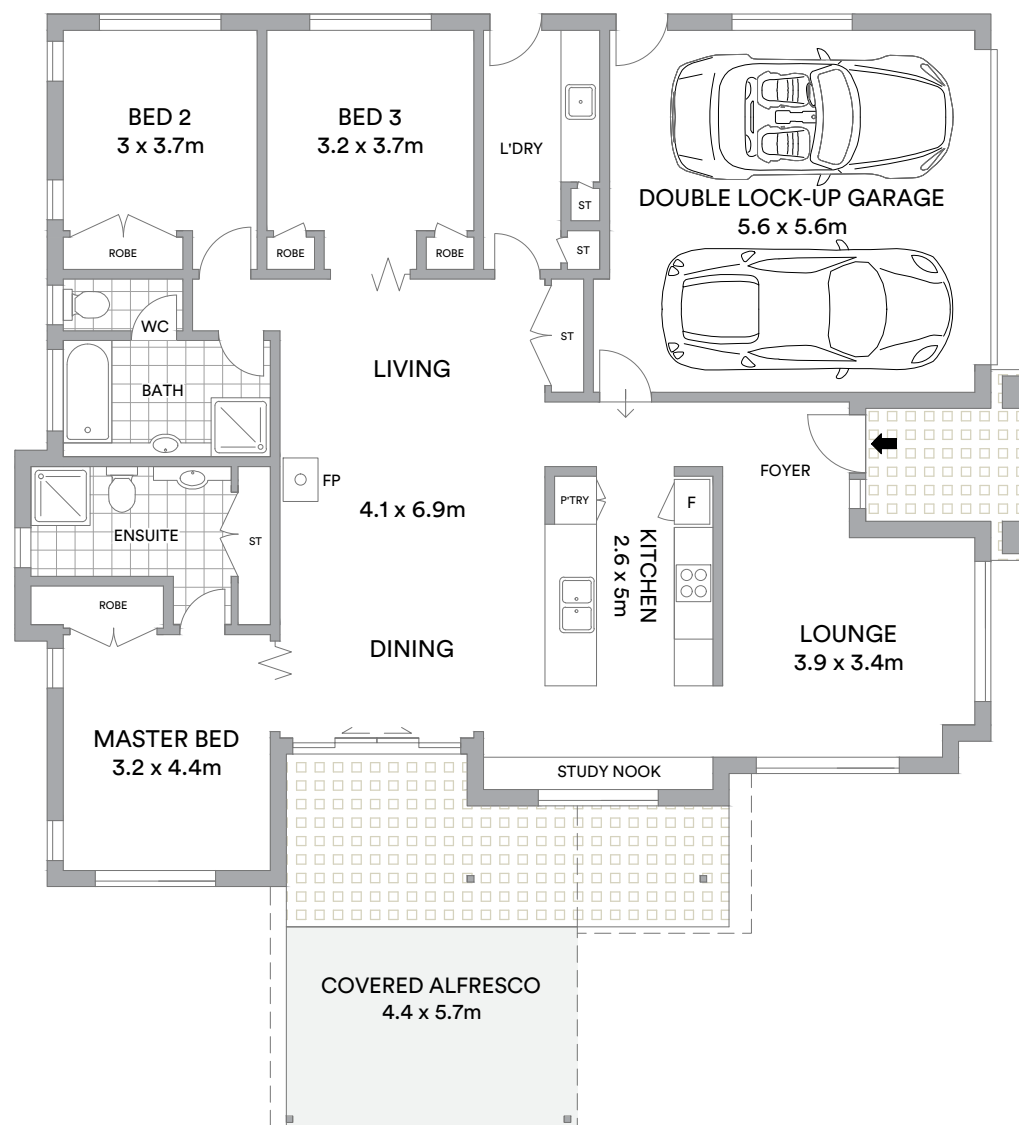 BED 2
3 x 3.7m
BED 3
3.2 x 3.7m
L'DRY
ST
DOUBLE LOCK-UP GARAGE
5.6 x 5.6m
ROBE
ROBE
ROBE
ST
WC
ST
LIVING
BATH
FP
FOYER
4.1 x 6.9m
P'TRY
F
ENSUITE
ST
KITCHEN
2.6 x 5m
ROBE
DINING
LOUNGE
3.9 x 3.4m
MASTER BED
3.2 x 4.4m
STUDY NOOK
COVERED ALFRESCO
4.4 x 5.7m